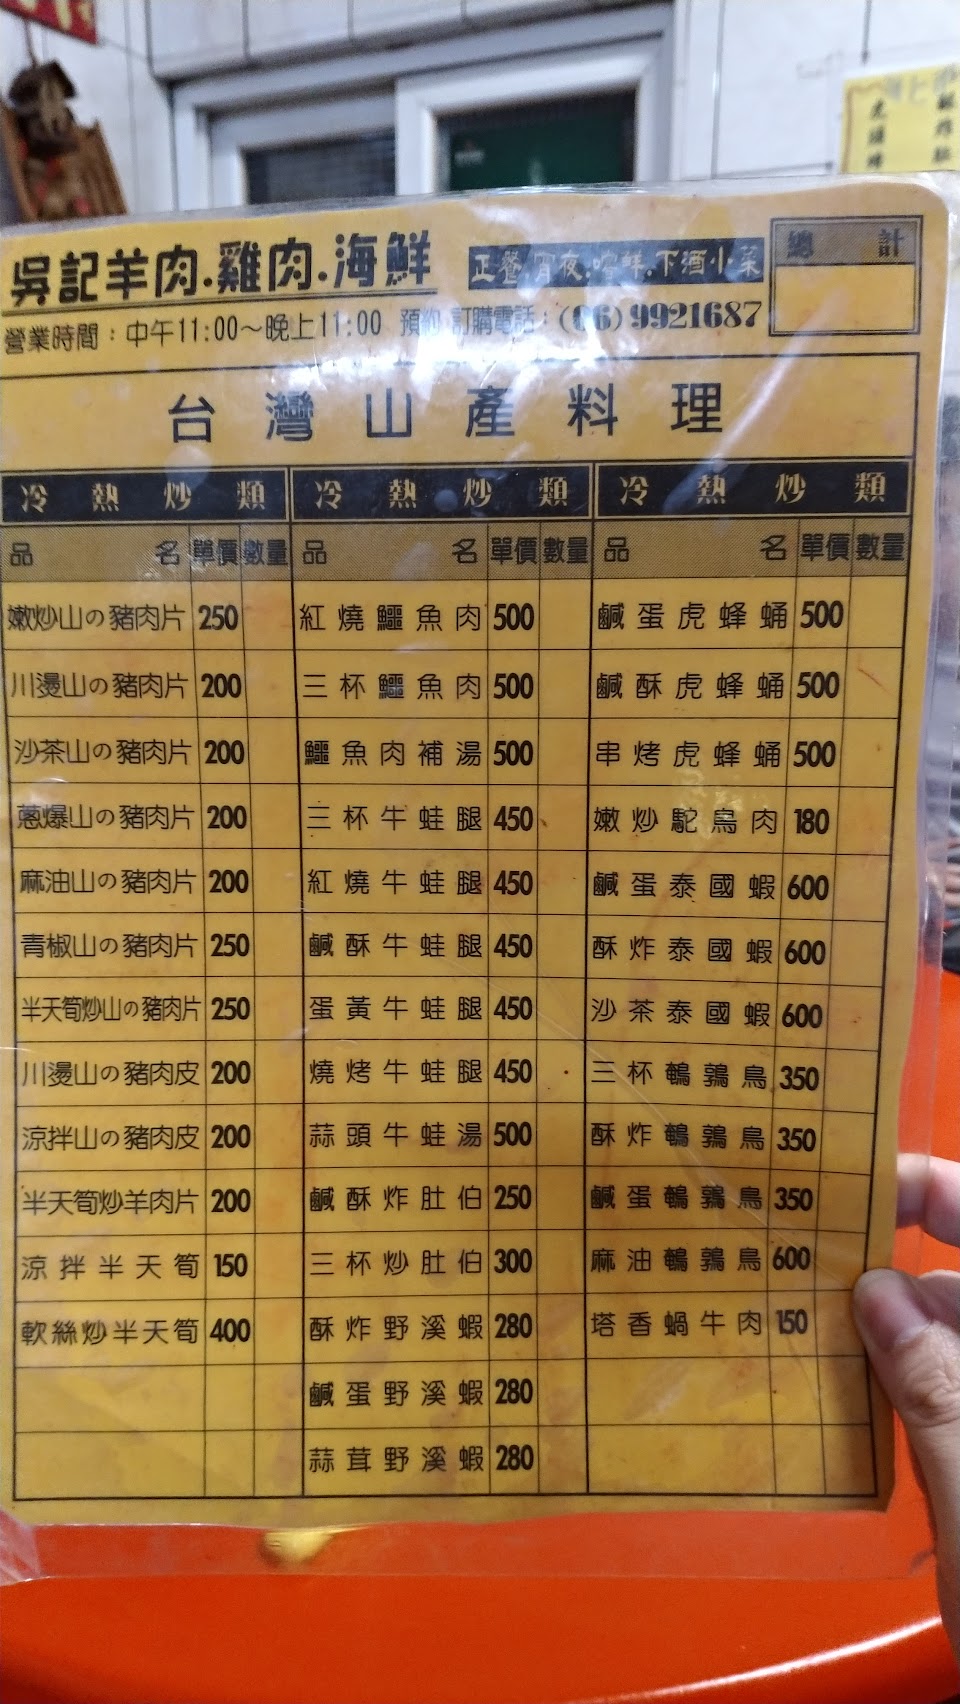 吳記羊肉.雞肉.海鮮
正餐.宵夜.嚐鮮.下酒小菜
總計
營業時間：中午11:00～晚上11:00 預約 訂購電話：(06)9921687
台灣山產料理
冷熱炒類 冷熱炒類 冷熱炒類
品名 單價 數量 品名 單價 數量 品名 單價 數量
嫩炒山の豬肉片 250 紅燒鱷魚肉 500 鹹蛋虎蜂蛹 500
川燙山の豬肉片 200 三杯鱷魚肉 500 鹹酥虎蜂蛹 500
沙茶山の豬肉片 200 鱷魚肉補湯 500 串烤虎蜂蛹 500
蔥爆山の豬肉片 200 三杯牛蛙腿 450 嫩炒鴕鳥肉 180
麻油山の豬肉片 200 紅燒牛蛙腿 450 鹹蛋泰國蝦 600
青椒山の豬肉片 250 鹹酥牛蛙腿 450 酥炸泰國蝦 600
半天筍炒山の豬肉片 250 蛋黃牛蛙腿 450 沙茶泰國蝦 600
川燙山の豬肉皮 200 燒烤牛蛙腿 450 三杯鵪鶉鳥 350
涼拌山の豬肉皮 200 蒜頭牛蛙湯 500 酥炸鵪鶉鳥 350
半天筍炒羊肉片 200 鹹酥炸肚伯 250 鹹蛋鵪鶉鳥 350
涼拌半天筍 150 三杯炒肚伯 300 麻油鵪鶉鳥 600
軟絲炒半天筍 400 酥炸野溪蝦 280 塔香蝸牛肉 150
鹹蛋野溪蝦 280
蒜茸野溪蝦 280